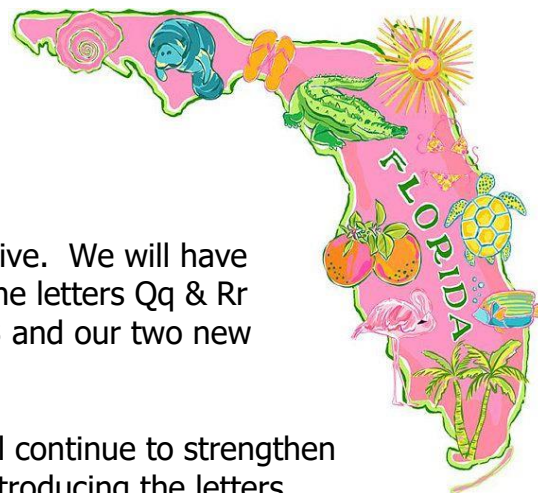 FLORIDA
ive. We will have
he letters Qq & Rr
and our two new
continue to strengthen
troducing the letters